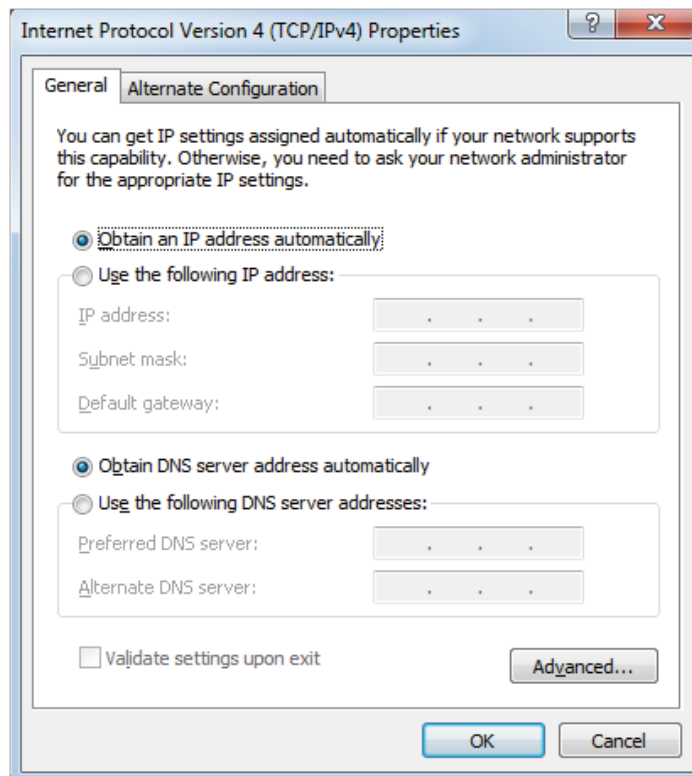 Internet Protocol Version 4 (TCP/IPv4) Properties
?
X
General
Alternate Configuration
You can get IP settings assigned automatically if your network supports
this capability. Otherwise, you need to ask your network administrator
for the appropriate IP settings.
Obtain an IP address automatically
Use the following IP address:
IP address: . . .
Subnet mask: . . .
Default gateway: . . .
Obtain DNS server address automatically
Use the following DNS server addresses:
Preferred DNS server: . . .
Alternate DNS server: . . .
Validate settings upon exit
Advanced...
OK
Cancel